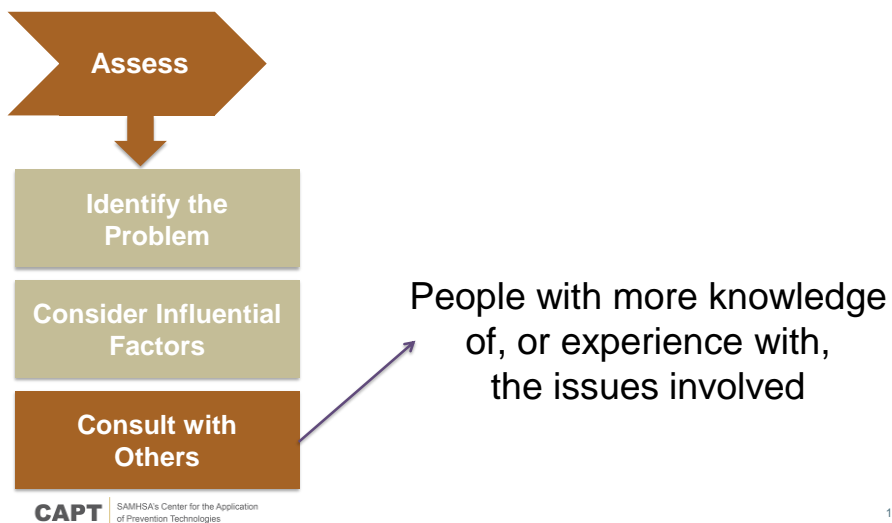 Assess
Identify the
Problem
Consider Influential
Factors
Consult with
Others
People with more knowledge
of, or experience with,
the issues involved
CAPT
SAMHSA's Center for the Application
of Prevention Technologies
1